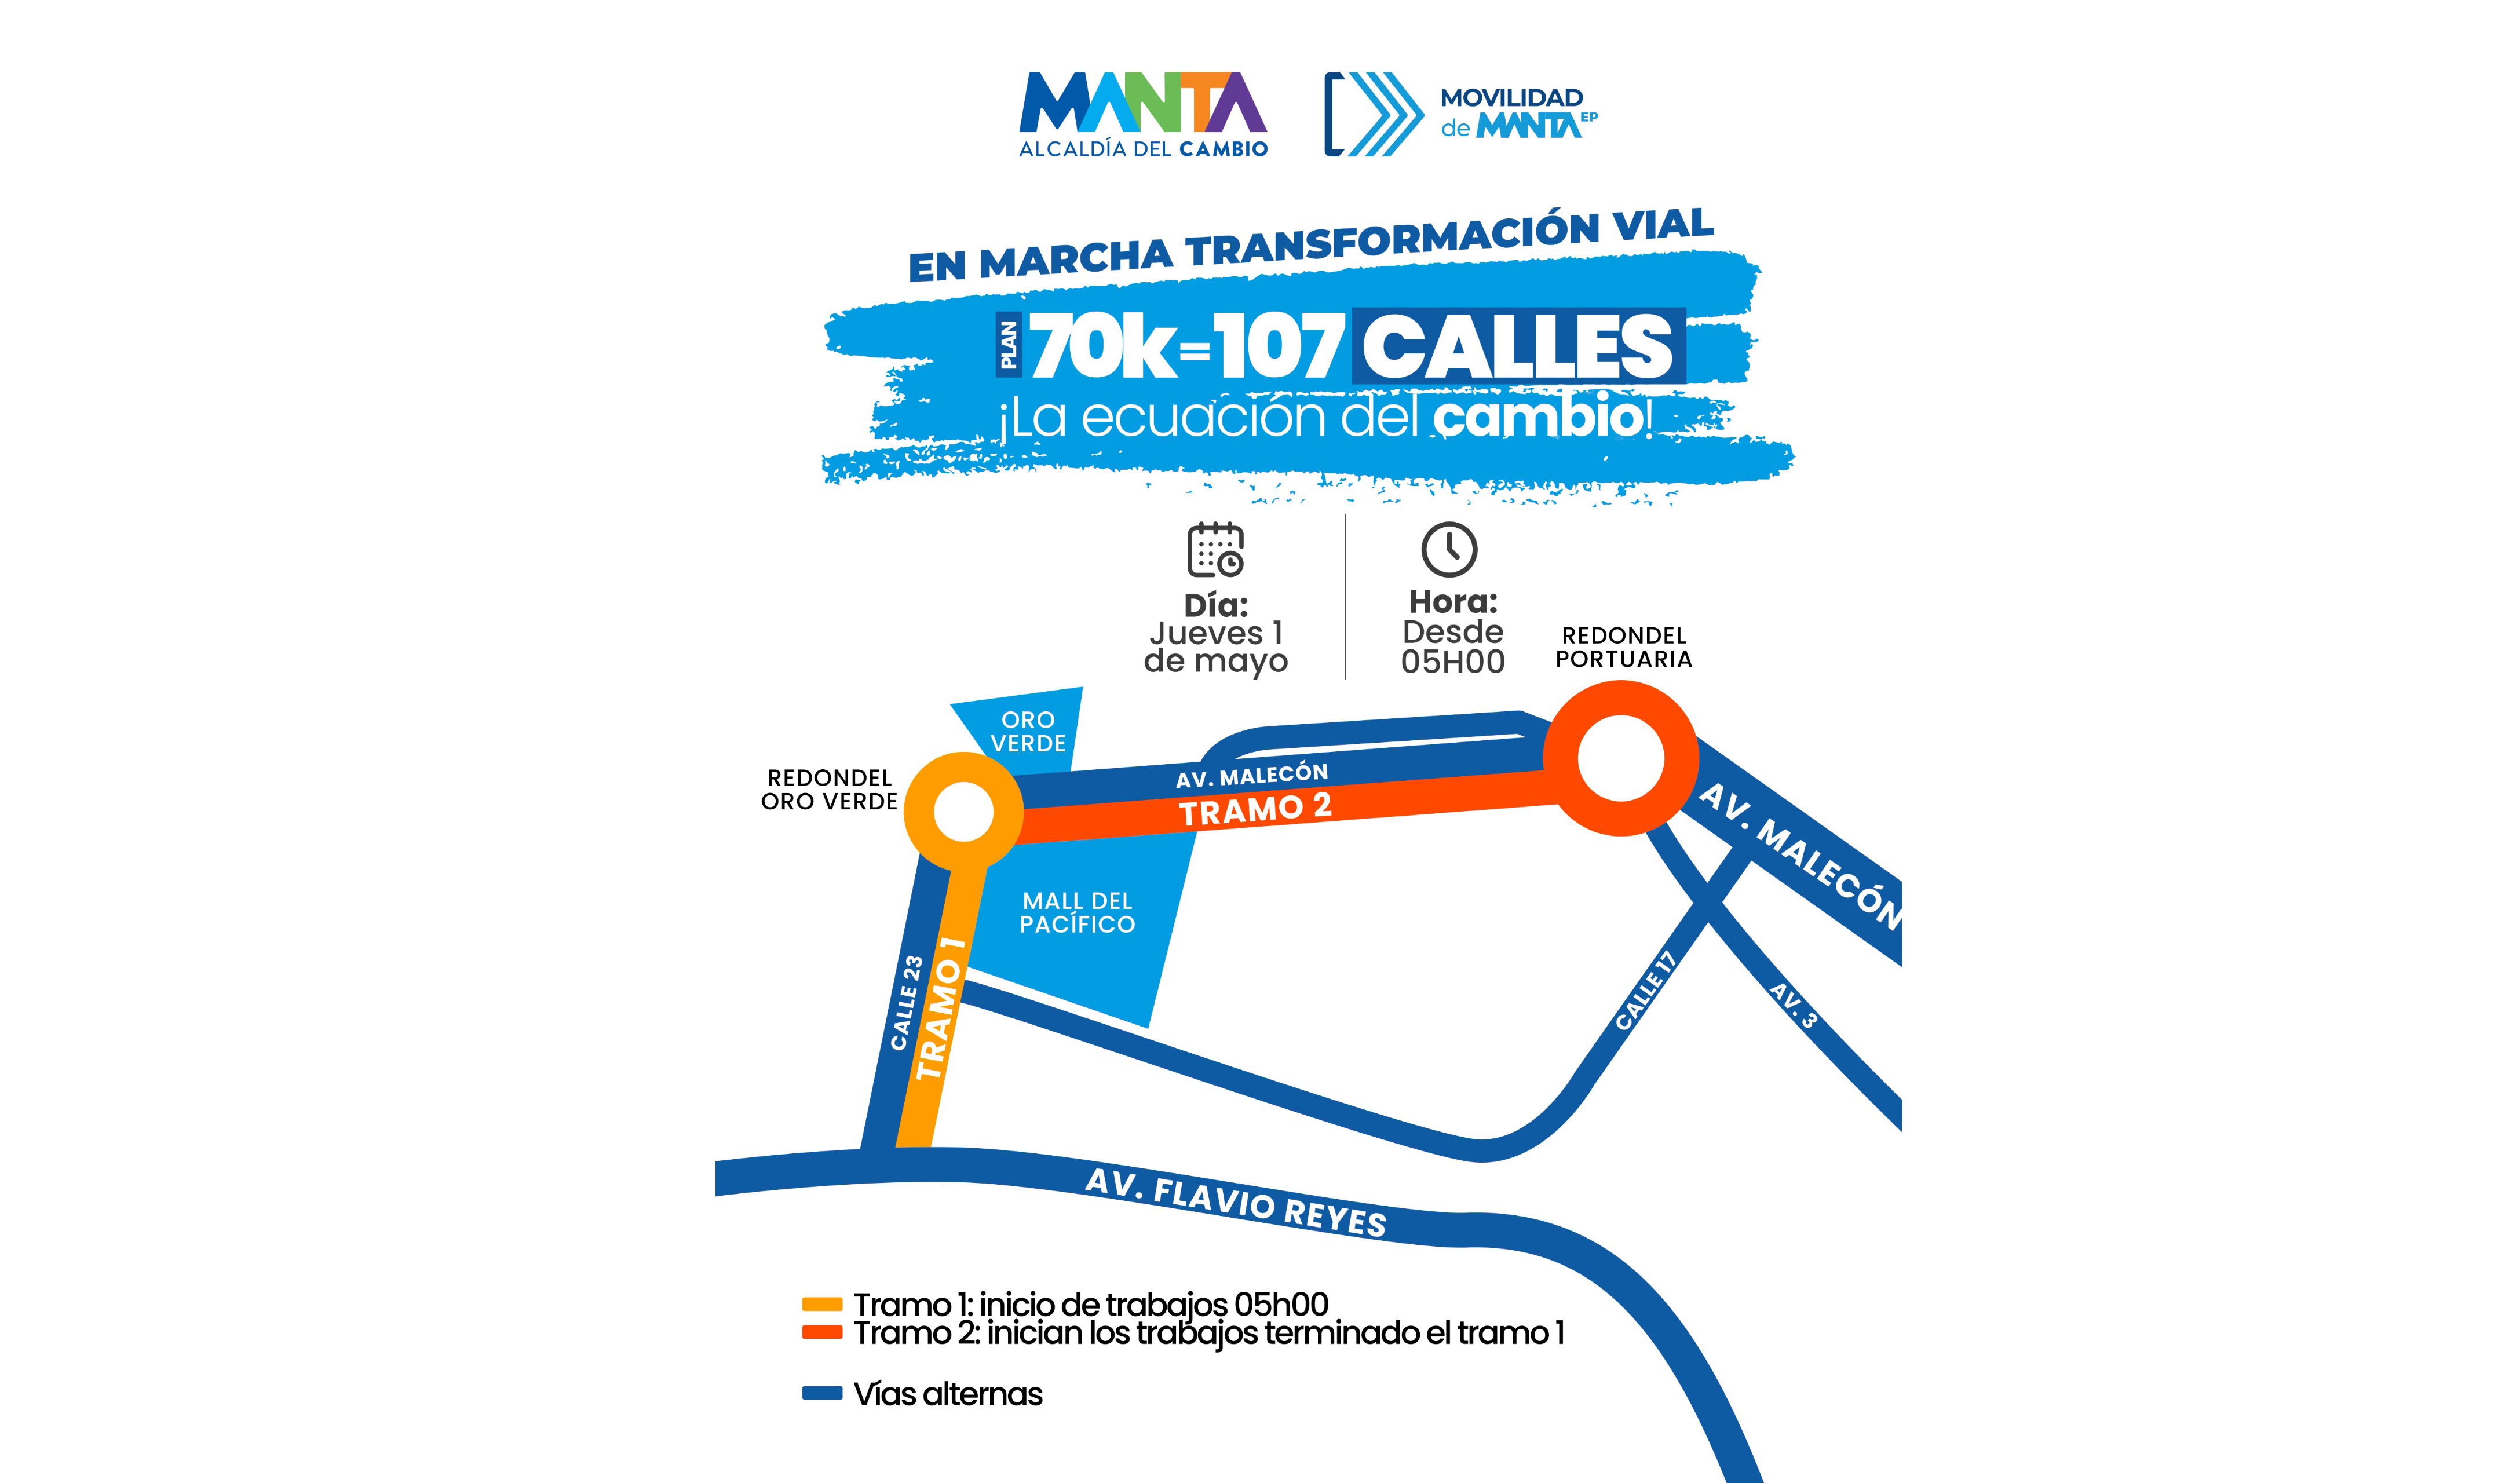 MANTA
ALCALDÍA DEL CAMBIO
MOVILIDAD
de MANTA EP
EN MARCHA TRANSFORMACIÓN VIAL
PLAN 70k=107 CALLES
¡La ecuación del cambio!
Día:
Jueves 1
de mayo
Hora:
Desde
05H00
REDONDEL
PORTUARIA
ORO
VERDE
REDONDEL
ORO VERDE
AV. MALECÓN
TRAMO 2
AV. MALECÓN
MALL DEL
PACÍFICO
CALLE 23
TRAMO 1
CALLE 17
AV. 3
AV. FLAVIO REYES
Tramo 1: inicio de trabajos 05h00
Tramo 2: inician los trabajos terminado el tramo 1
Vías alternas